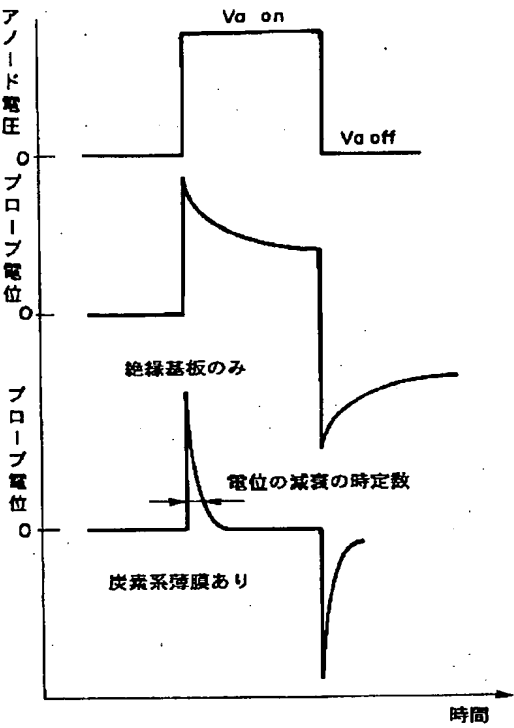 Va on
アノード電圧
Va off
0
プローブ電位
0
絶縁基板のみ
プローブ電位
電位の減衰の時定数
0
炭素系薄膜あり
時間